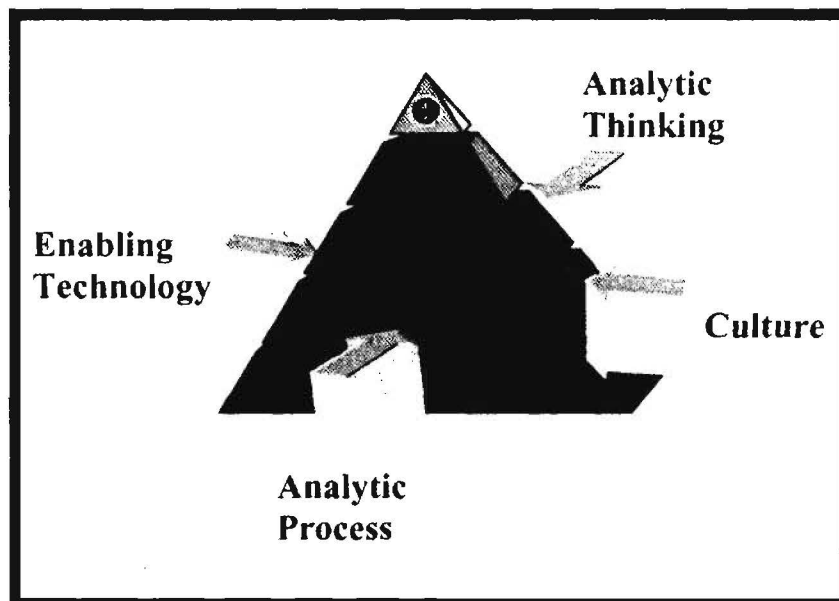 Analytic
Thinking
Enabling
Technology
Culture
Analytic
Process